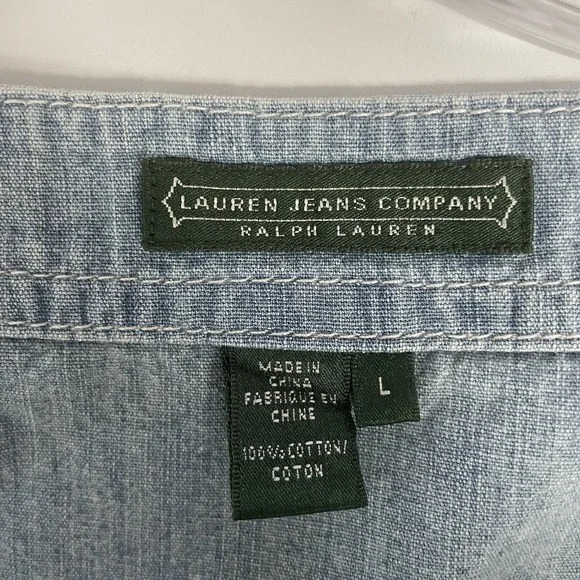 LAUREN JEANS COMPANY
RALPH LAUREN
MADE IN
CHINA
FABRIQUE EN
CHINE
100% COTTON/
COTON
L